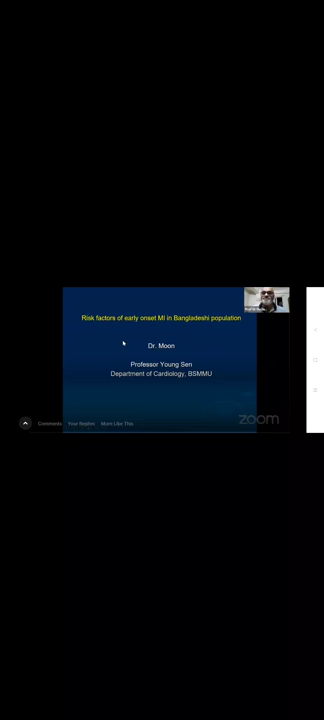 Risk factors of early onset MI in Bangladeshi population
Dr. Moon
Professor Young Sen
Department of Cardiology, BSMMU
zoom
Comments Your Realms More Like This